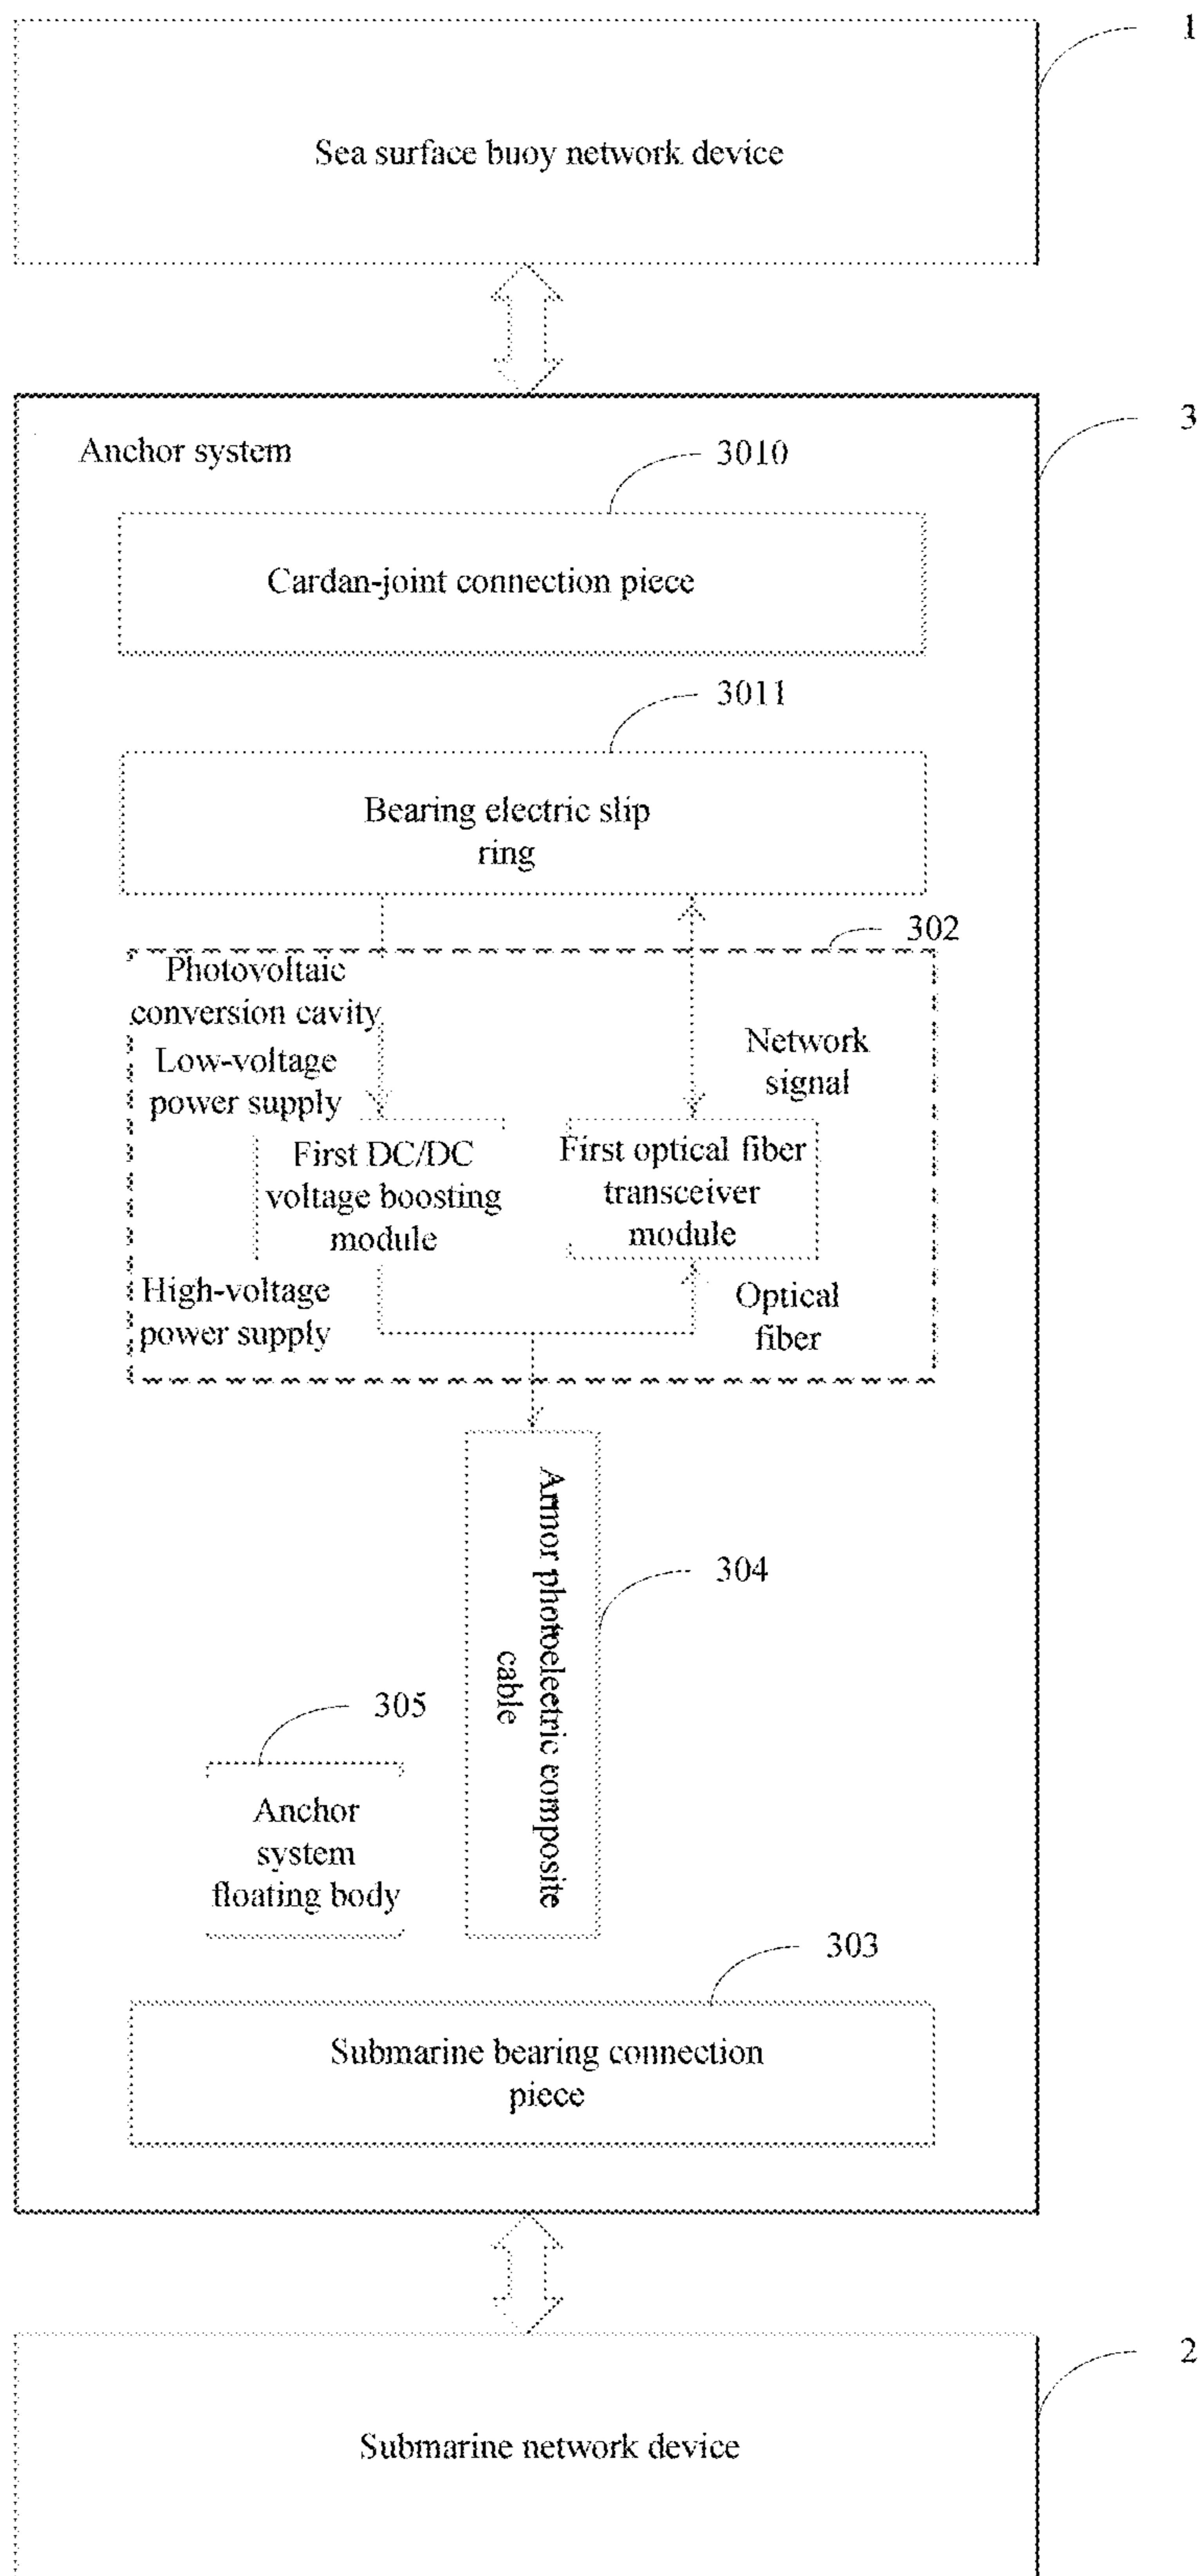 1
Sea surface buoy network device
3
Anchor system
3010
Cardan-joint connection piece
3011
Bearing electric slip
ring
302
Photovoltaic
conversion cavity
Low-voltage
power supply
Network
signal
First DC/DC
voltage boosting
module
First optical fiber
transceiver
module
High-voltage
power supply
Optical
fiber
Armor photoelectric composite
cable
304
305
Anchor
system
floating body
303
Submarine bearing connection
piece
2
Submarine network device